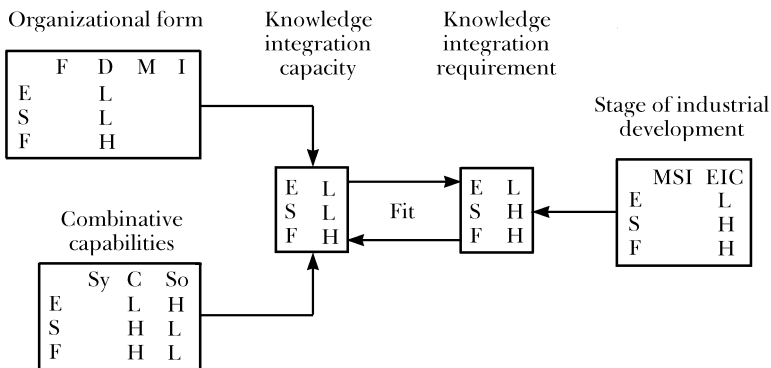 Organizational form
F D M I
E L
S L
F H
Knowledge
integration
capacity
Knowledge
integration
requirement
Stage of industrial
development
MSI EIC
E L
S H
F H
E L
S L
F H
Fit
E L
S H
F H
Combinative
capabilities
Sy C So
E L H
S H L
F H L